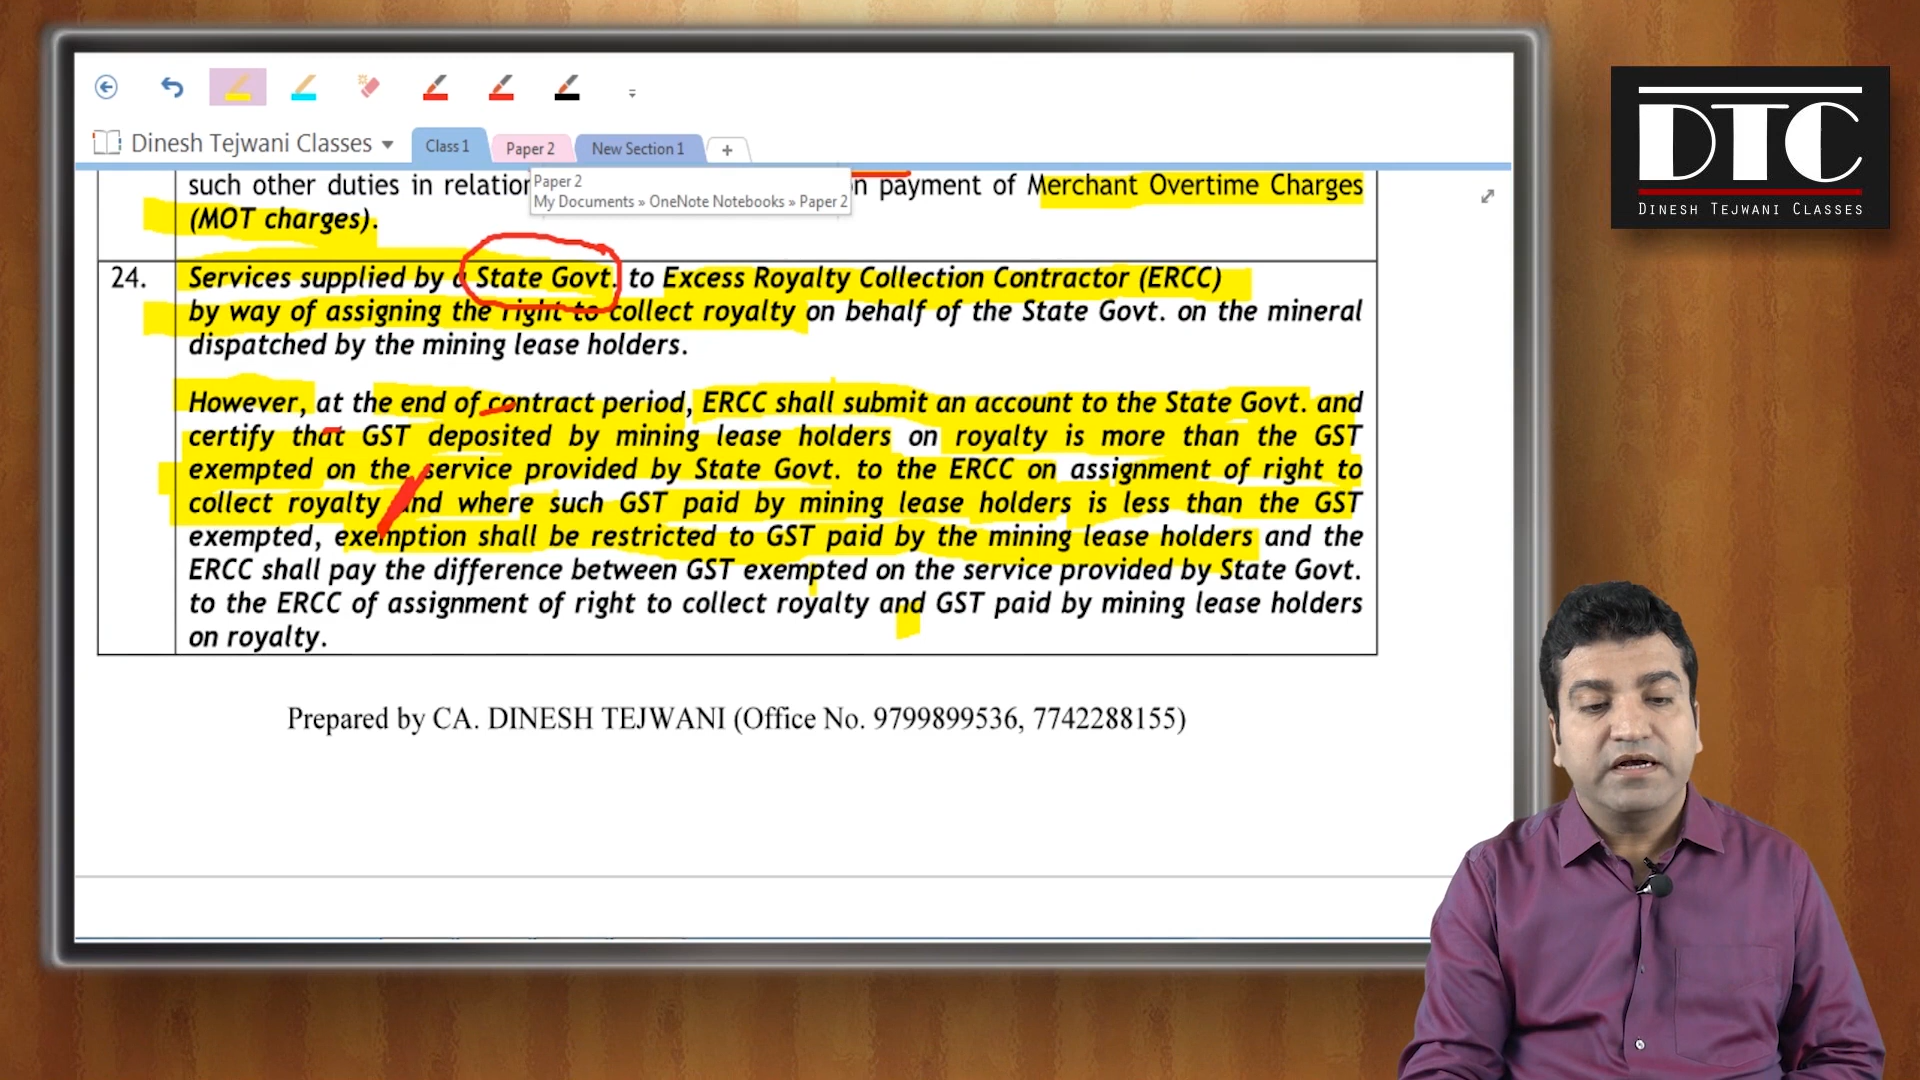 Dinesh Tejwani Classes
Class 1
Paper 2
New Section 1
+
Paper 2
My Documents » OneNote Notebooks » Paper 2
such other duties in relation payment of Merchant Overtime Charges
(MOT charges).
24. Services supplied by a State Govt. to Excess Royalty Collection Contractor (ERCC)
by way of assigning the right to collect royalty on behalf of the State Govt. on the mineral
dispatched by the mining lease holders.
However, at the end of contract period, ERCC shall submit an account to the State Govt. and
certify that GST deposited by mining lease holders on royalty is more than the GST
exempted on the service provided by State Govt. to the ERCC on assignment of right to
collect royalty and where such GST paid by mining lease holders is less than the GST
exempted, exemption shall be restricted to GST paid by the mining lease holders and the
ERCC shall pay the difference between GST exempted on the service provided by State Govt.
to the ERCC of assignment of right to collect royalty and GST paid by mining lease holders
on royalty.
Prepared by CA. DINESH TEJWANI (Office No. 9799899536, 7742288155)
DTC
DINESH TEJWANI CLASSES